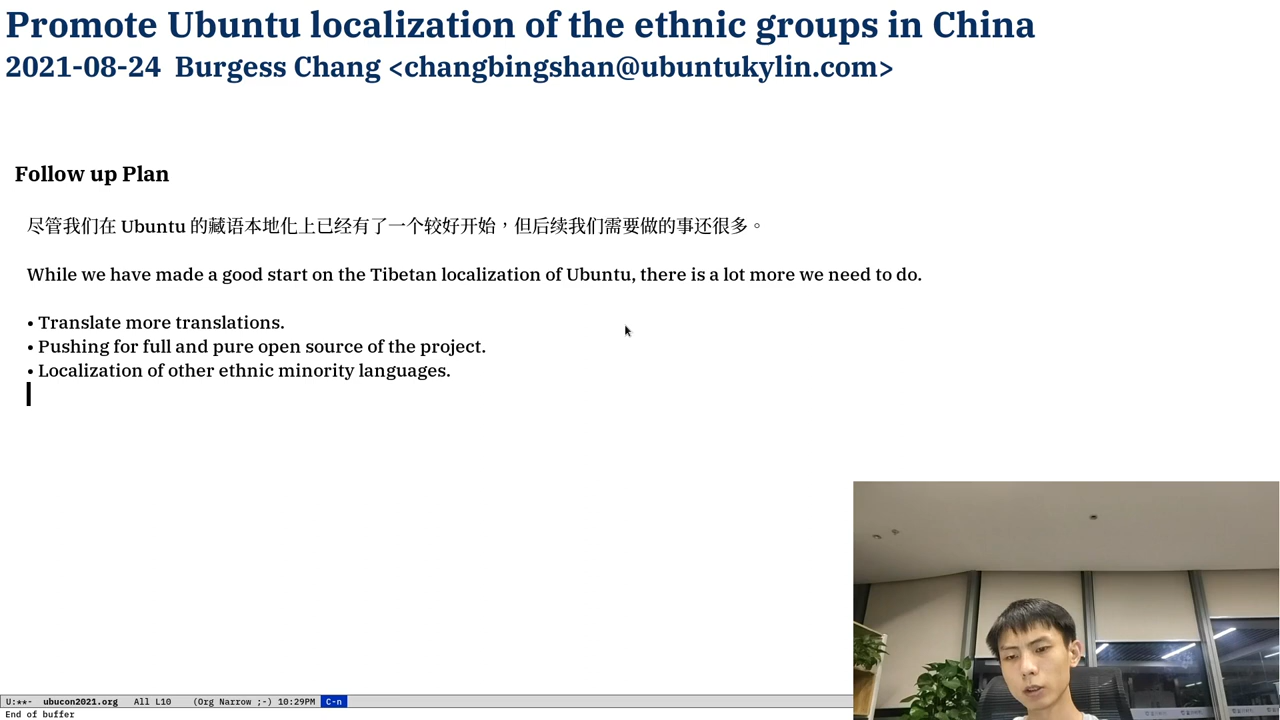 Promote Ubuntu localization of the ethnic groups in China
2021-08-24 Burgess Chang <changbingshan@ubuntukylin.com>
Follow up Plan
尽管我们在 Ubuntu 的藏语本地化上已经有了一个较好开始，但后续我们需要做的事还很多。
While we have made a good start on the Tibetan localization of Ubuntu, there is a lot more we need to do.
• Translate more translations.
• Pushing for full and pure open source of the project.
• Localization of other ethnic minority languages.
U:**- ubucon2021.org All L10 (Org Narrow ;-) 10:29PM C-n
End of buffer